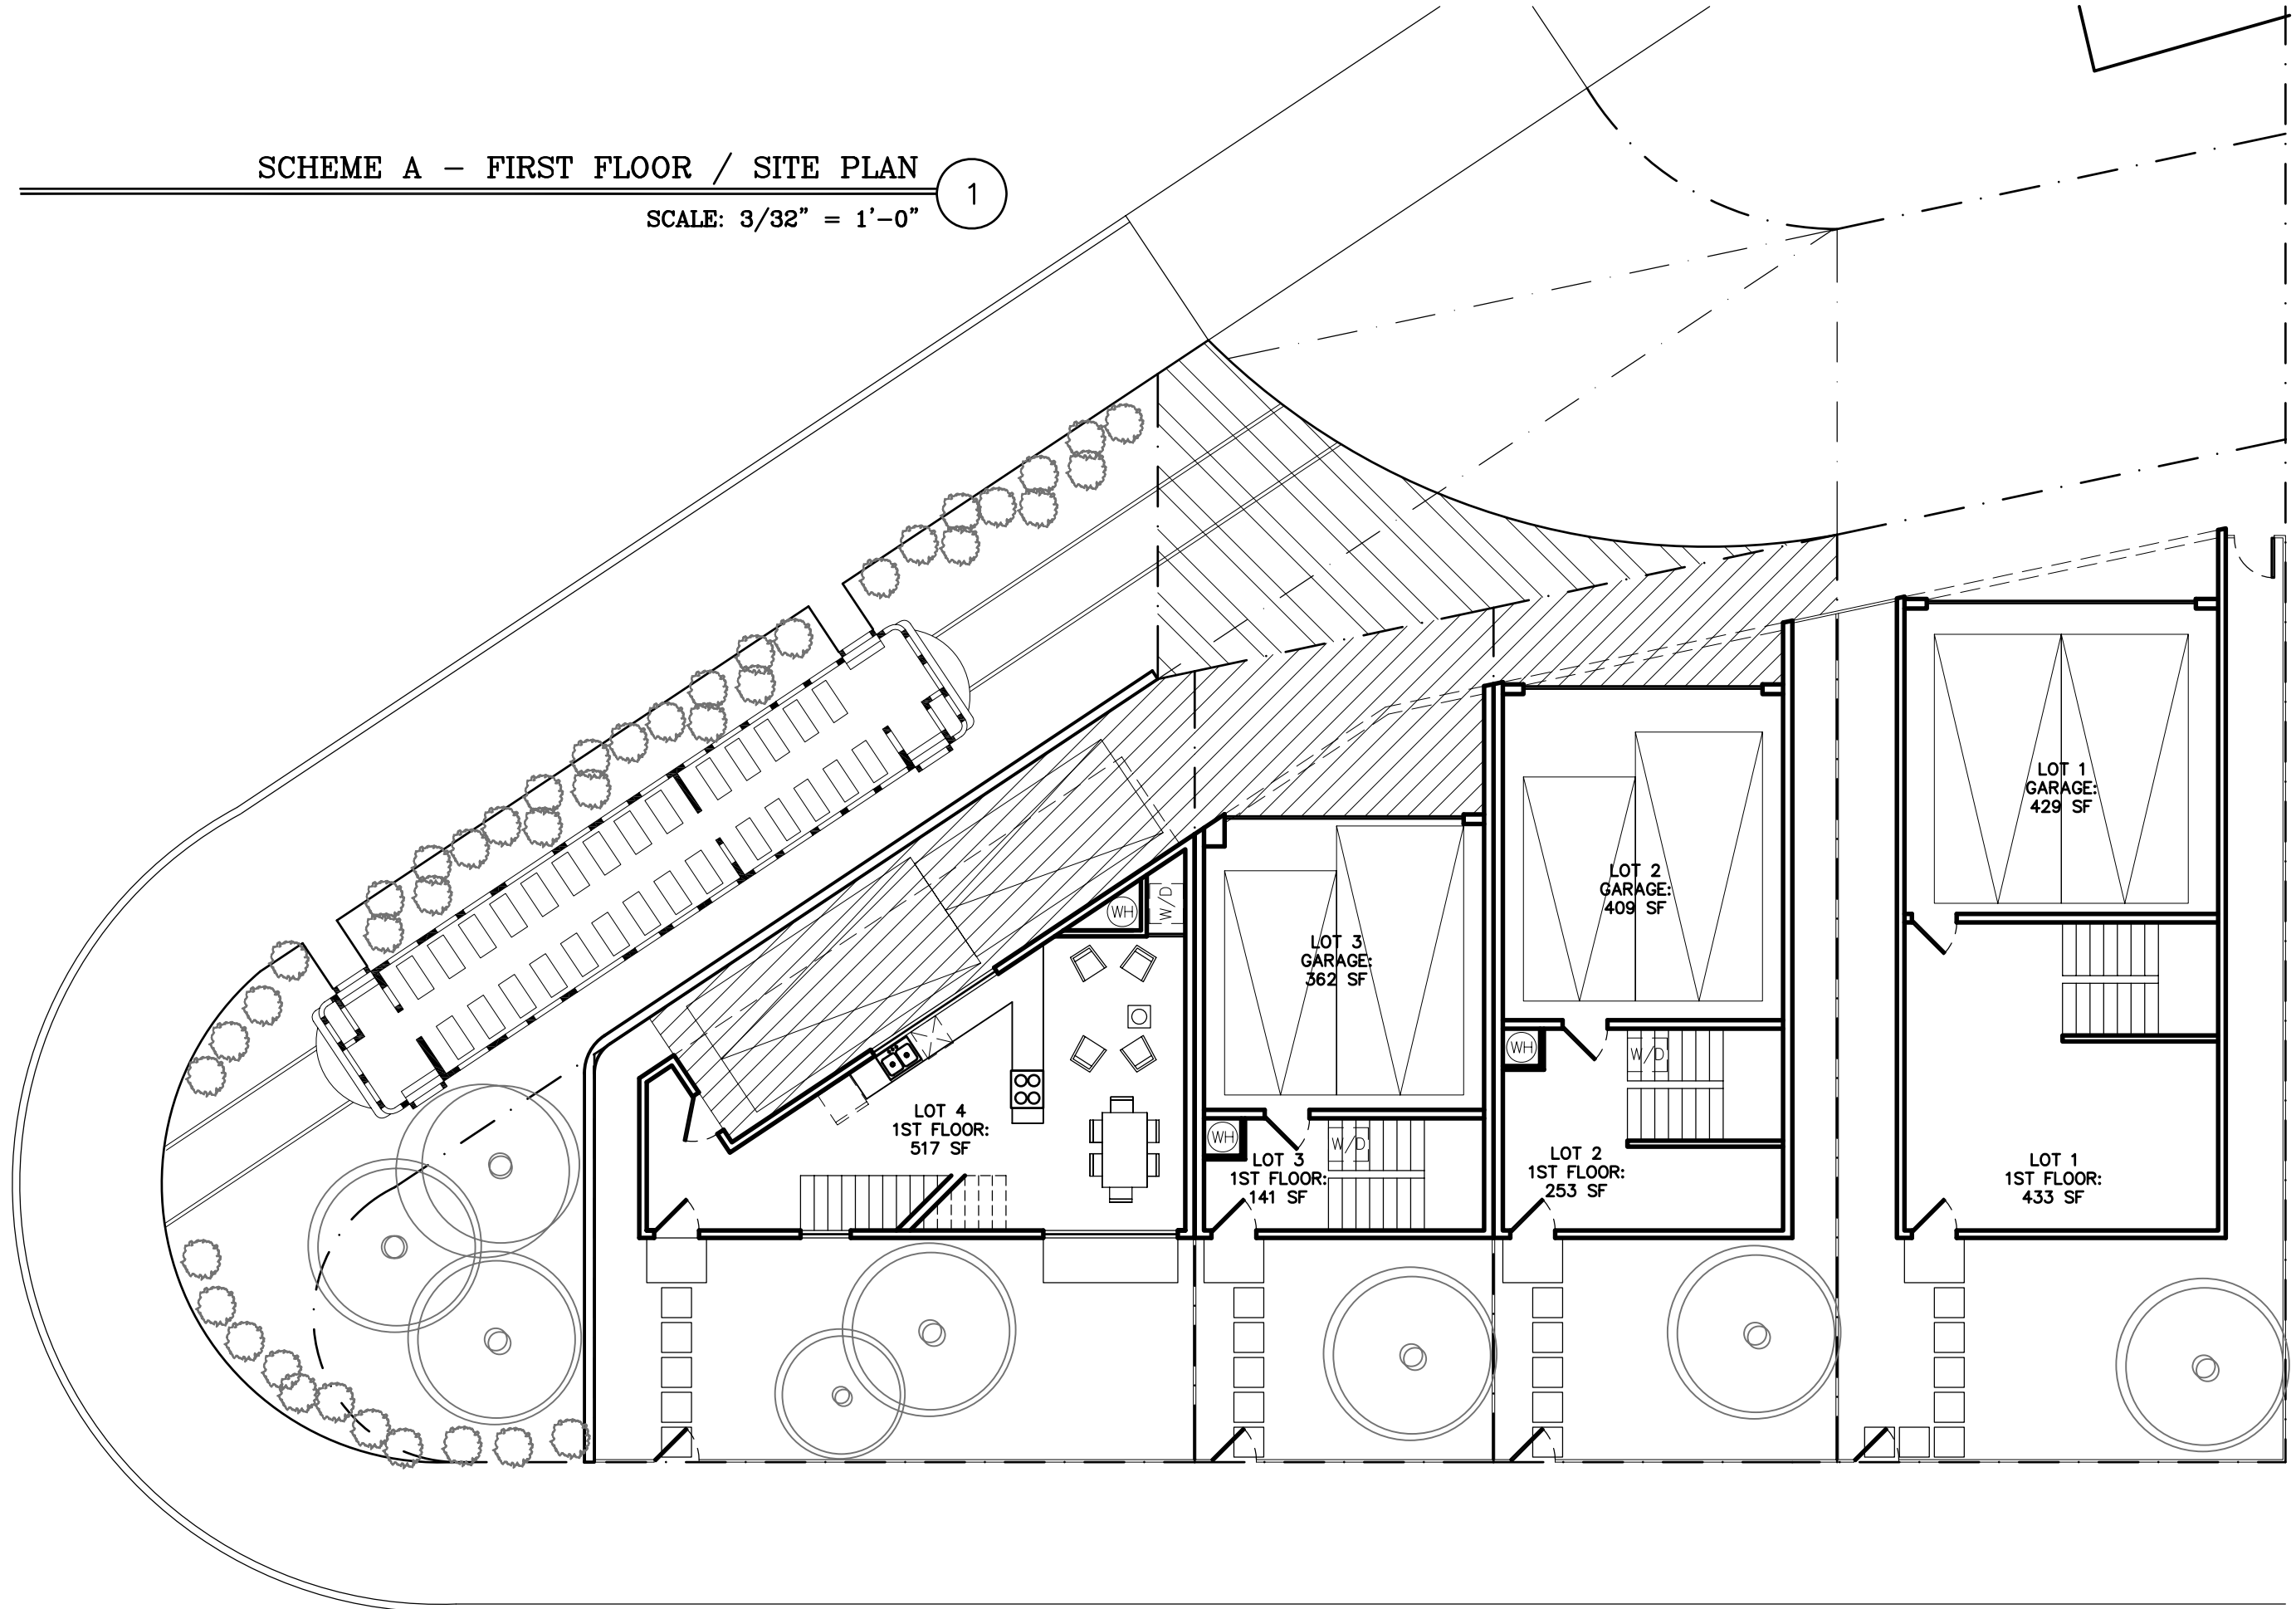 SCHEME A - FIRST FLOOR / SITE PLAN
1
SCALE: 3/32" = 1'-0"
LOT 1
GARAGE:
429 SF
LOT 2
GARAGE:
409 SF
WH
W/D
LOT 3
GARAGE:
362 SF
WH
W/D
LOT 4
1ST FLOOR:
517 SF
WH
W/D
LOT 3
1ST FLOOR:
141 SF
WH
W/D
LOT 2
1ST FLOOR:
253 SF
LOT 1
1ST FLOOR:
433 SF